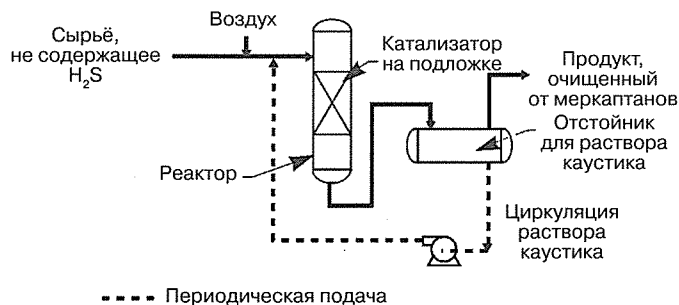 Воздух
Сырьё,
не содержащее
H₂S
Катализатор
на подложке
Продукт,
очищенный
от меркаптанов
Отстойник
для раствора
каустика
Реактор
Циркуляция
раствора
каустика
Периодическая подача